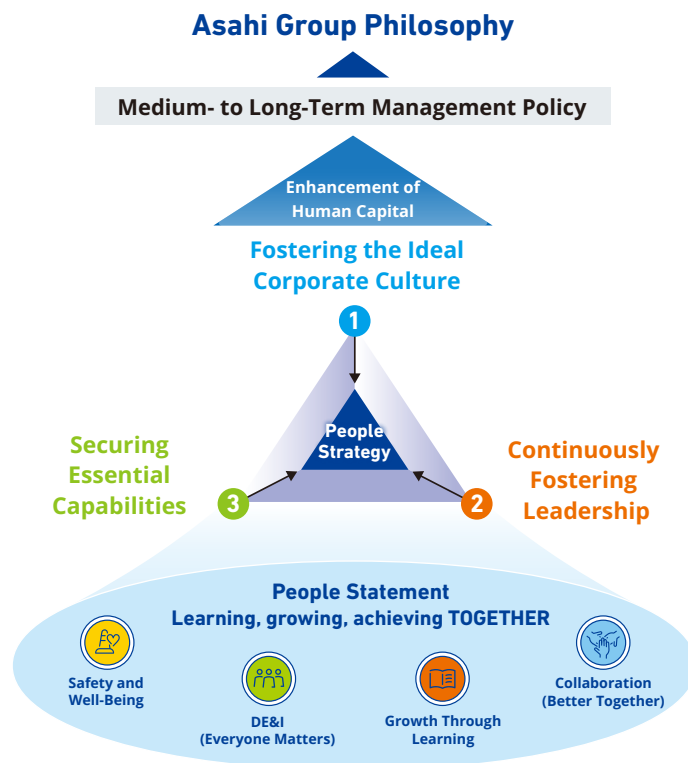 Asahi Group Philosophy
Medium- to Long-Term Management Policy
Enhancement of
Human Capital
Fostering the Ideal
Corporate Culture
1
People
Strategy
Securing
Essential
Capabilities
3
Continuously
Fostering
Leadership
2
People Statement
Learning, growing, achieving TOGETHER
Safety and
Well-Being
DE&I
(Everyone Matters)
Growth Through
Learning
Collaboration
(Better Together)